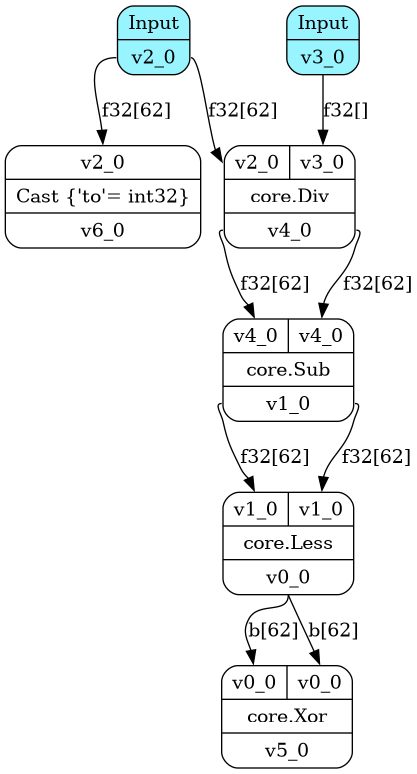 Input
v2_0
Input
v3_0
f32[62]
f32[62]
f32[]
v2_0
Cast {'to'= int32}
v6_0
v2_0 v3_0
core.Div
v4_0
f32[62]
f32[62]
v4_0 v4_0
core.Sub
v1_0
f32[62]
f32[62]
v1_0 v1_0
core.Less
v0_0
b[62]
b[62]
v0_0 v0_0
core.Xor
v5_0